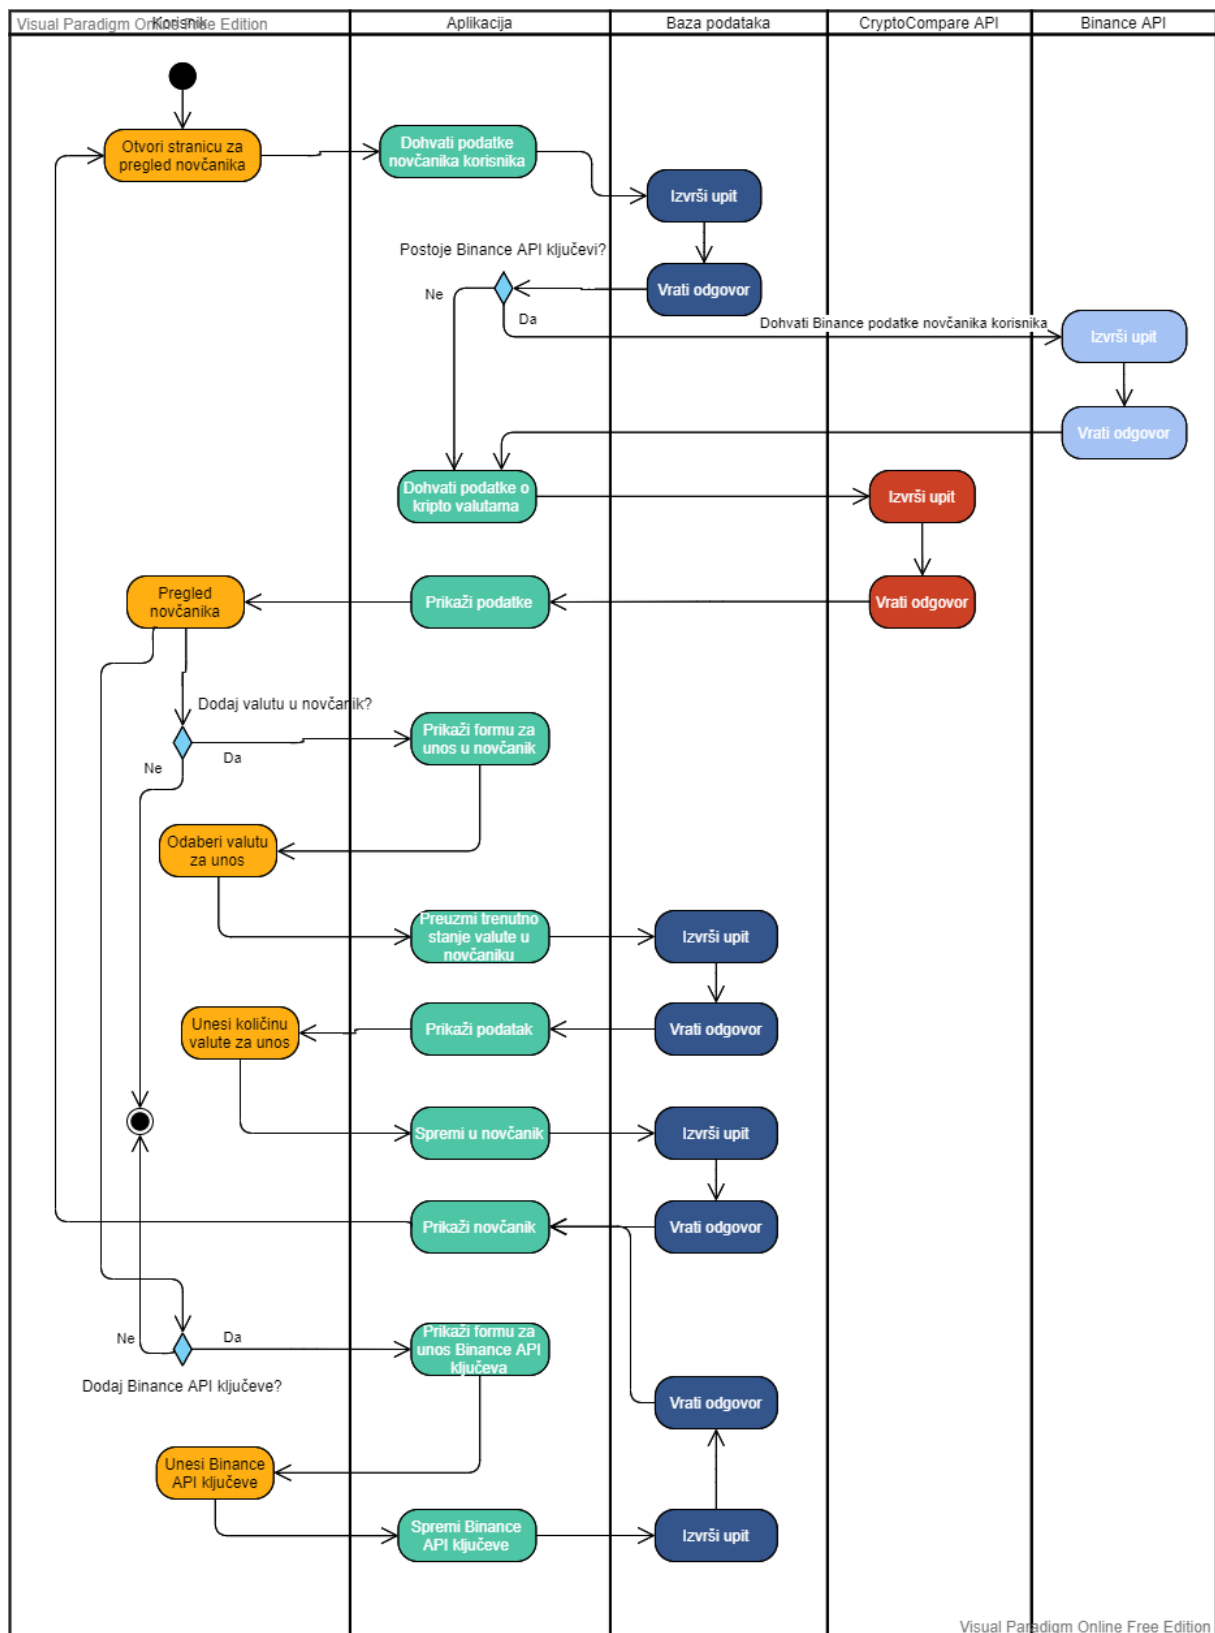 Visual Paradigm Online Free Edition
Korisnik
Aplikacija
Baza podataka
CryptoCompare API
Binance API
Otvori stranicu za
pregled novčanika
Dohvati podatke
novčanika korisnika
Izvrši upit
Postoje Binance API ključevi?
Vrati odgovor
Ne
Da
Dohvati Binance podatke novčanika korisnika
Izvrši upit
Vrati odgovor
Dohvati podatke o
kripto valutama
Izvrši upit
Pregled
novčanika
Prikaži podatke
Vrati odgovor
Dodaj valutu u novčanik?
Prikaži formu za
unos u novčanik
Da
Ne
Odaberi valutu
za unos
Preuzmi trenutno
stanje valute u
novčaniku
Izvrši upit
Unesi količinu
valute za unos
Prikaži podatak
Vrati odgovor
Spremi u novčanik
Izvrši upit
Prikaži novčanik
Vrati odgovor
Ne
Da
Prikaži formu za
unos Binance API
ključeva
Dodaj Binance API ključeve?
Vrati odgovor
Unesi Binance
API ključeve
Spremi Binance
API ključeve
Izvrši upit
Visual Paradigm Online Free Edition